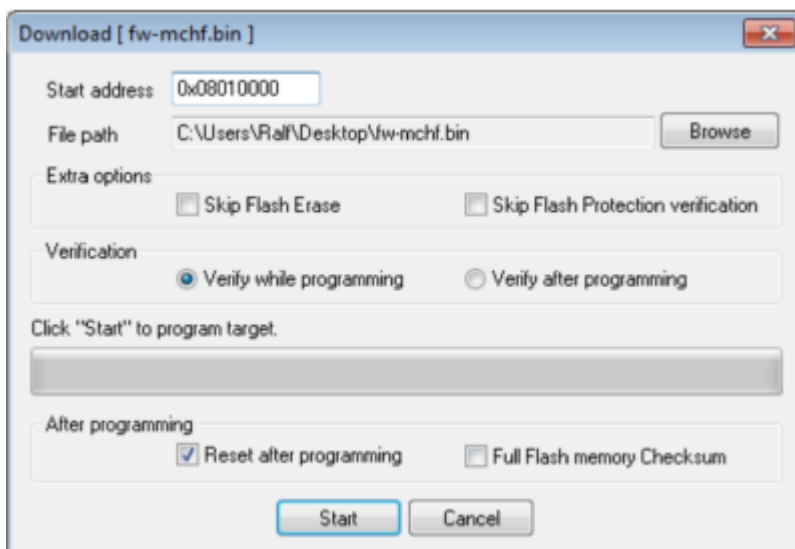 Download [ fw-mchf.bin ]
Start address 0x08010000
File path C:\Users\Ralf\Desktop\fw-mchf.bin Browse
Extra options
Skip Flash Erase Skip Flash Protection verification
Verification
Verify while programming Verify after programming
Click "Start" to program target.
After programming
Reset after programming Full Flash memory Checksum
Start Cancel